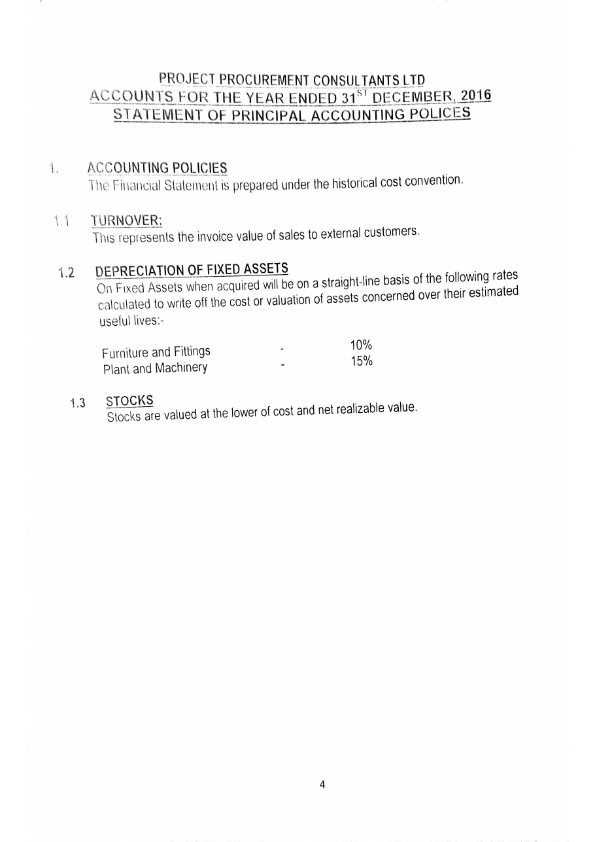 PROJECT PROCUREMENT CONSULTANTS LTD
ACCOUNTS FOR THE YEAR ENDED 31ST DECEMBER, 2016
STATEMENT OF PRINCIPAL ACCOUNTING POLICES
1. ACCOUNTING POLICIES
The Financial Statement is prepared under the historical cost convention.
1.1 TURNOVER:
This represents the invoice value of sales to external customers.
1.2 DEPRECIATION OF FIXED ASSETS
On Fixed Assets when acquired will be on a straight-line basis of the following rates
calculated to write off the cost or valuation of assets concerned over their estimated
useful lives:-
Furniture and Fittings - 10%
Plant and Machinery - 15%
1.3 STOCKS
Stocks are valued at the lower of cost and net realizable value.
4